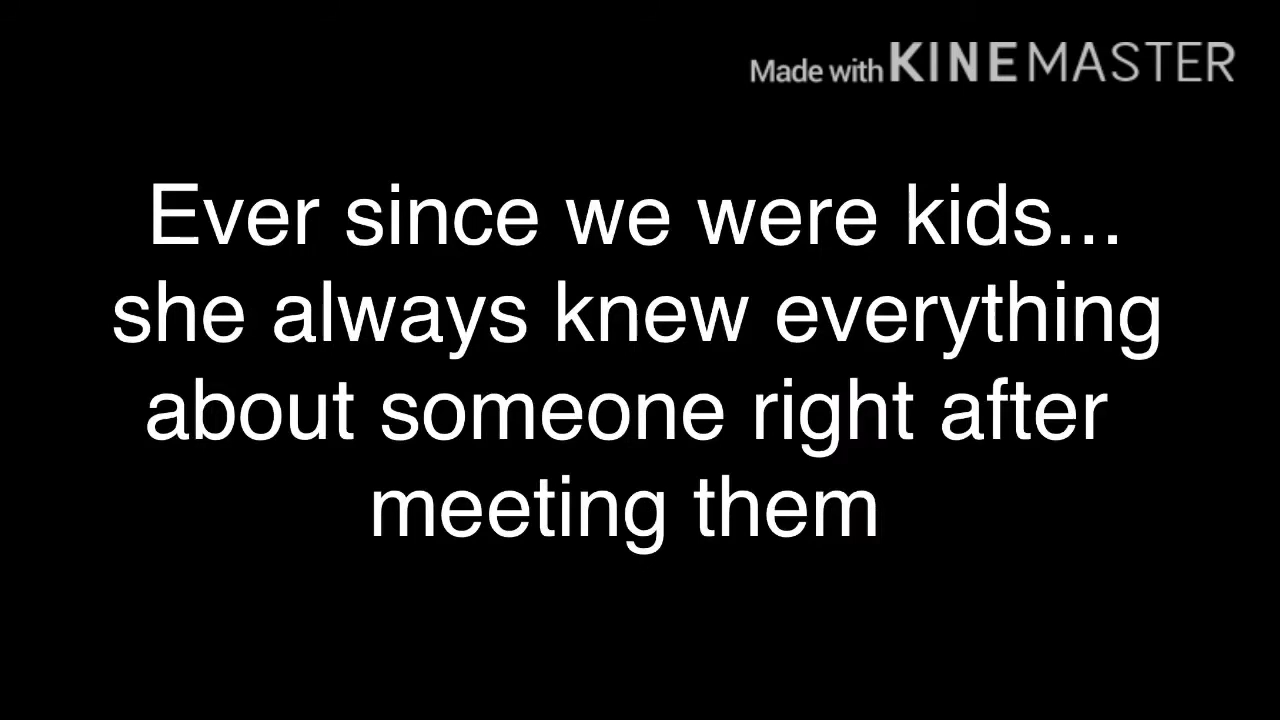 Made with KINEMASTER
Ever since we were kids...
she always knew everything
about someone right after
meeting them